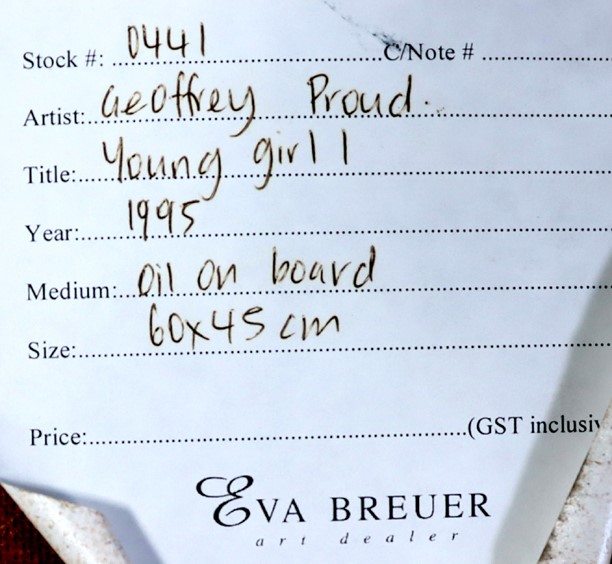 Stock #: 0441 C/Note #
Artist: Geoffrey Proud.
Title: Young girl 1
Year: 1995
Medium: Oil on board
Size: 60x45 cm
Price: (GST inclusiv
EVA BREUER
art dealer